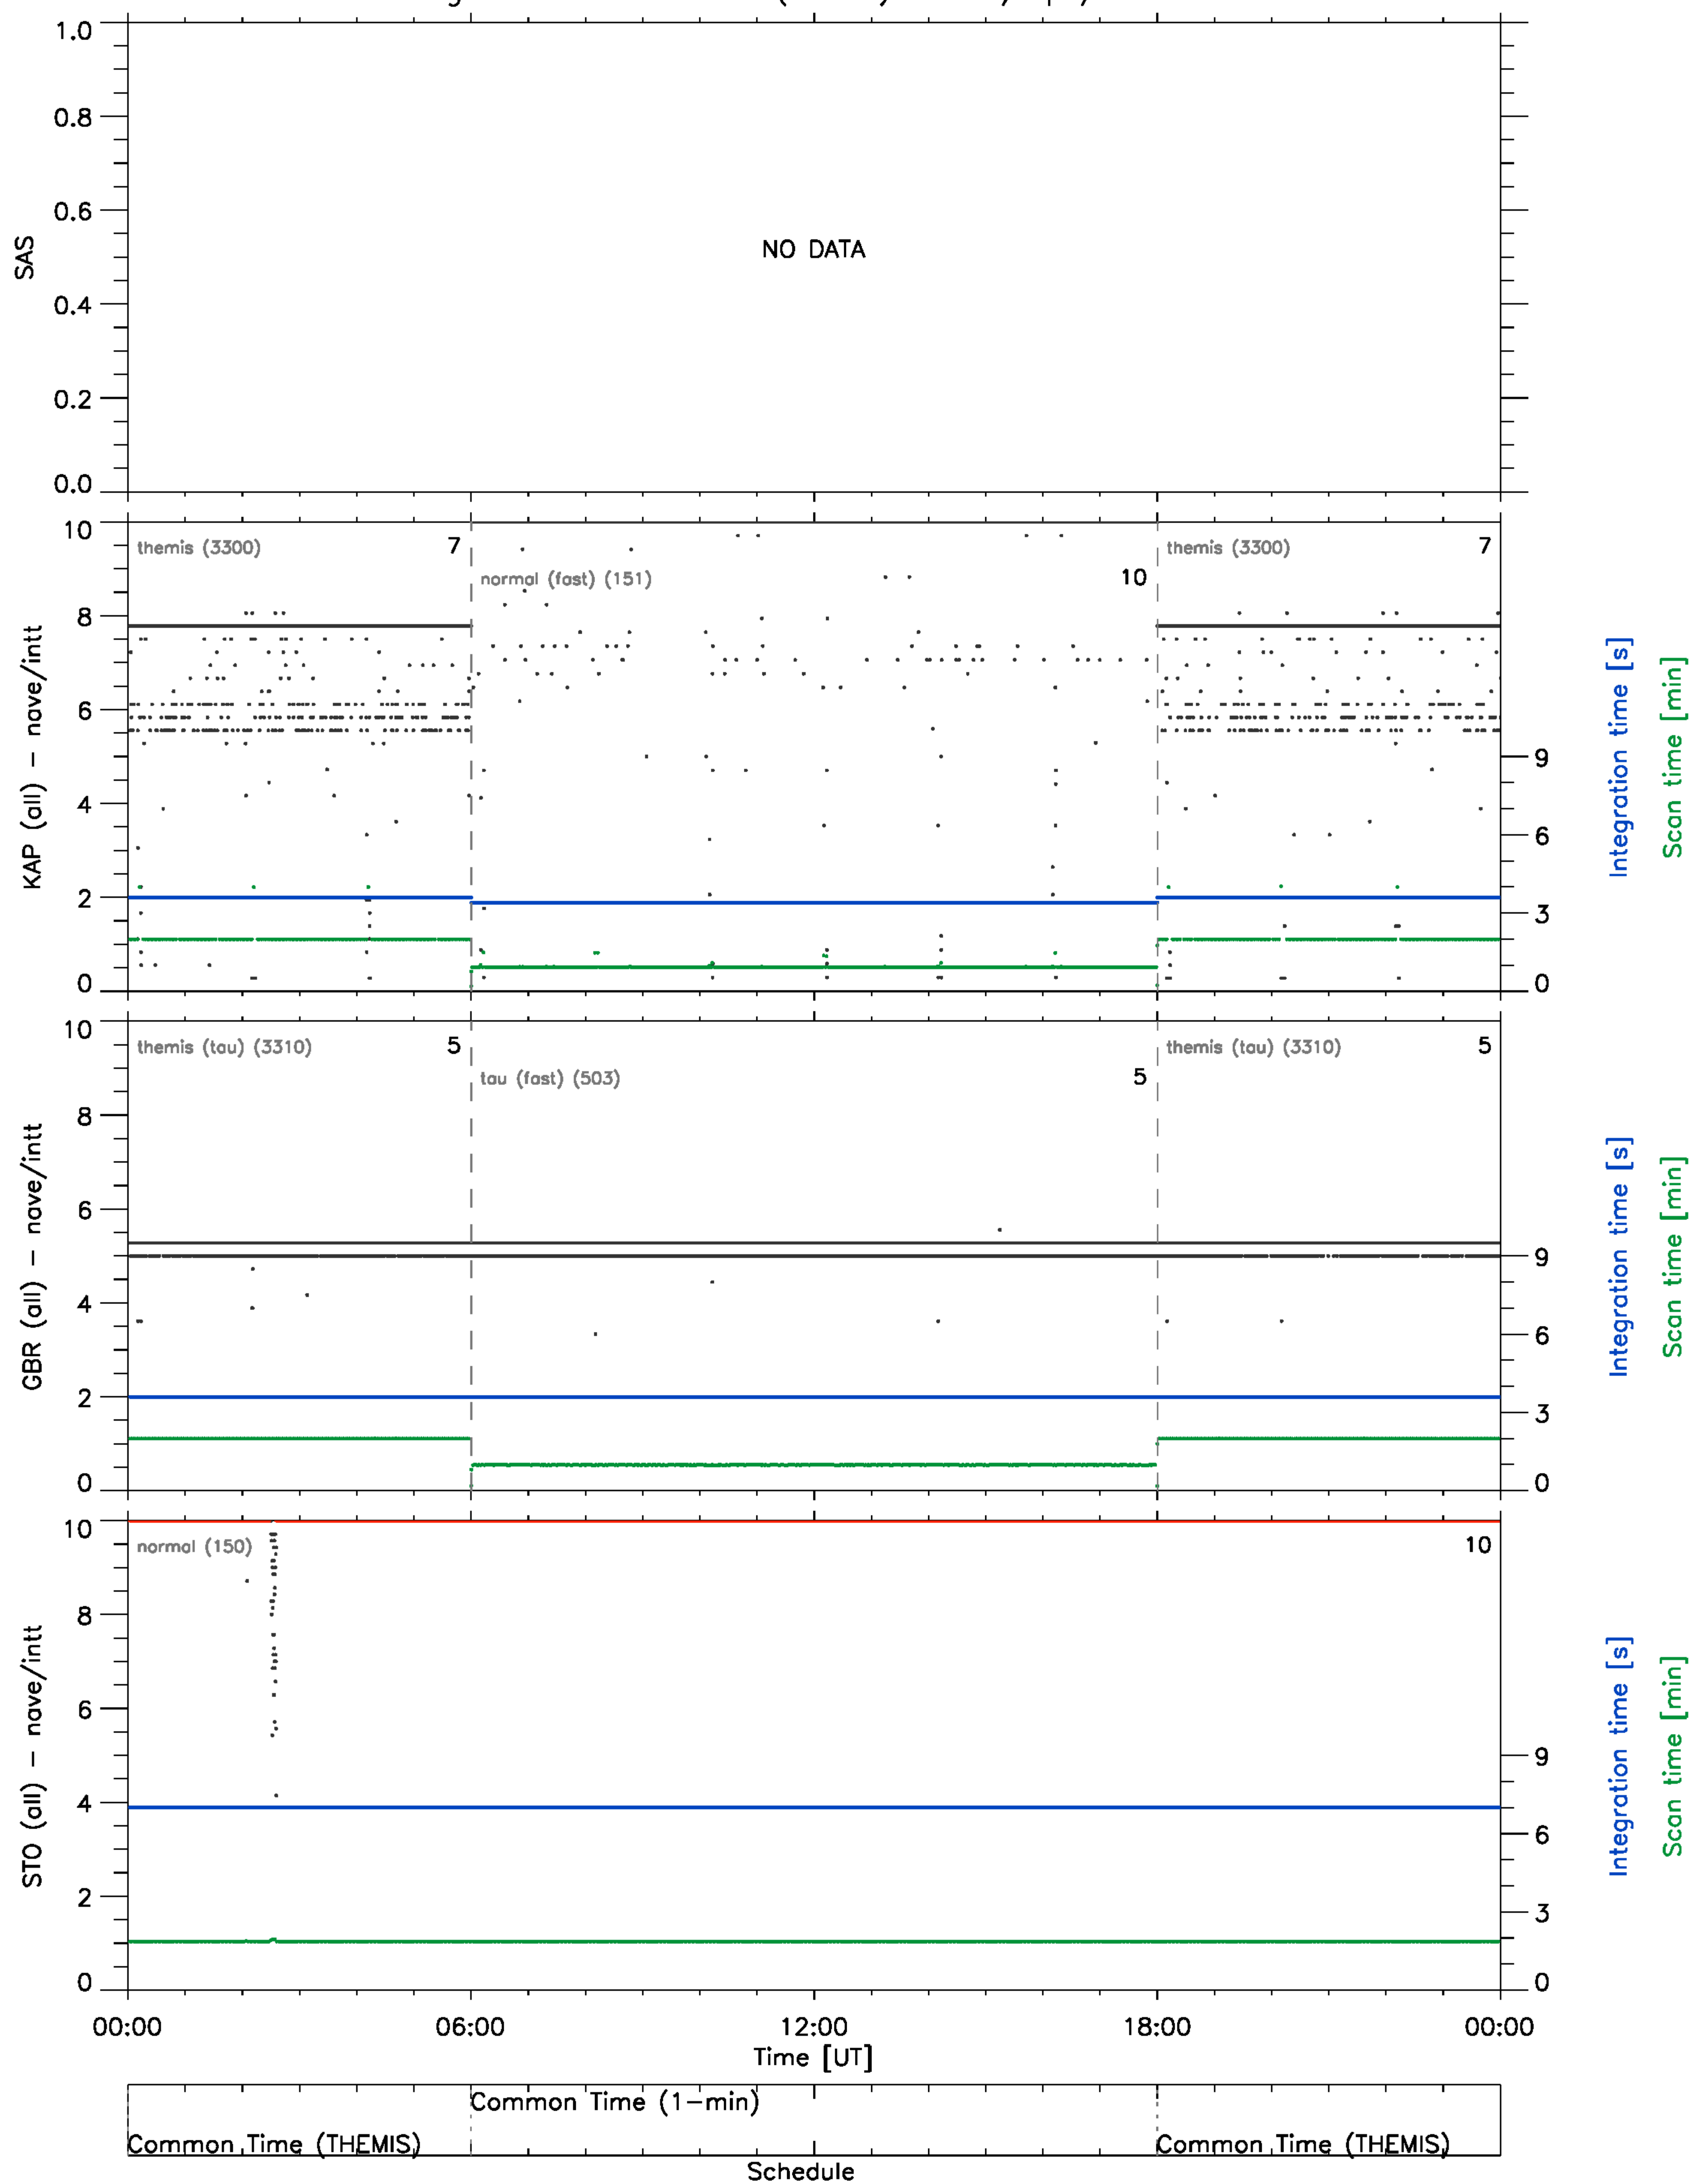 1.0
0.8
0.6
0.4
0.2
0.0
SAS
NO DATA
10
8
6
4
2
0
KAP (all) – nave/intt
themis (3300)
7
normal (fast) (151)
10
themis (3300)
7
9
6
3
0
Integration time [s]
Scan time [min]
10
8
6
4
2
0
GBR (all) – nave/intt
themis (tau) (3310)
5
tau (fast) (503)
5
themis (tau) (3310)
5
9
6
3
0
Integration time [s]
Scan time [min]
10
8
6
4
2
0
STO (all) – nave/intt
normal (150)
10
9
6
3
0
Integration time [s]
Scan time [min]
00:00
06:00
12:00
18:00
00:00
Time [UT]
Common Time (1–min)
Common Time (THEMIS)
Common Time (THEMIS)
Schedule